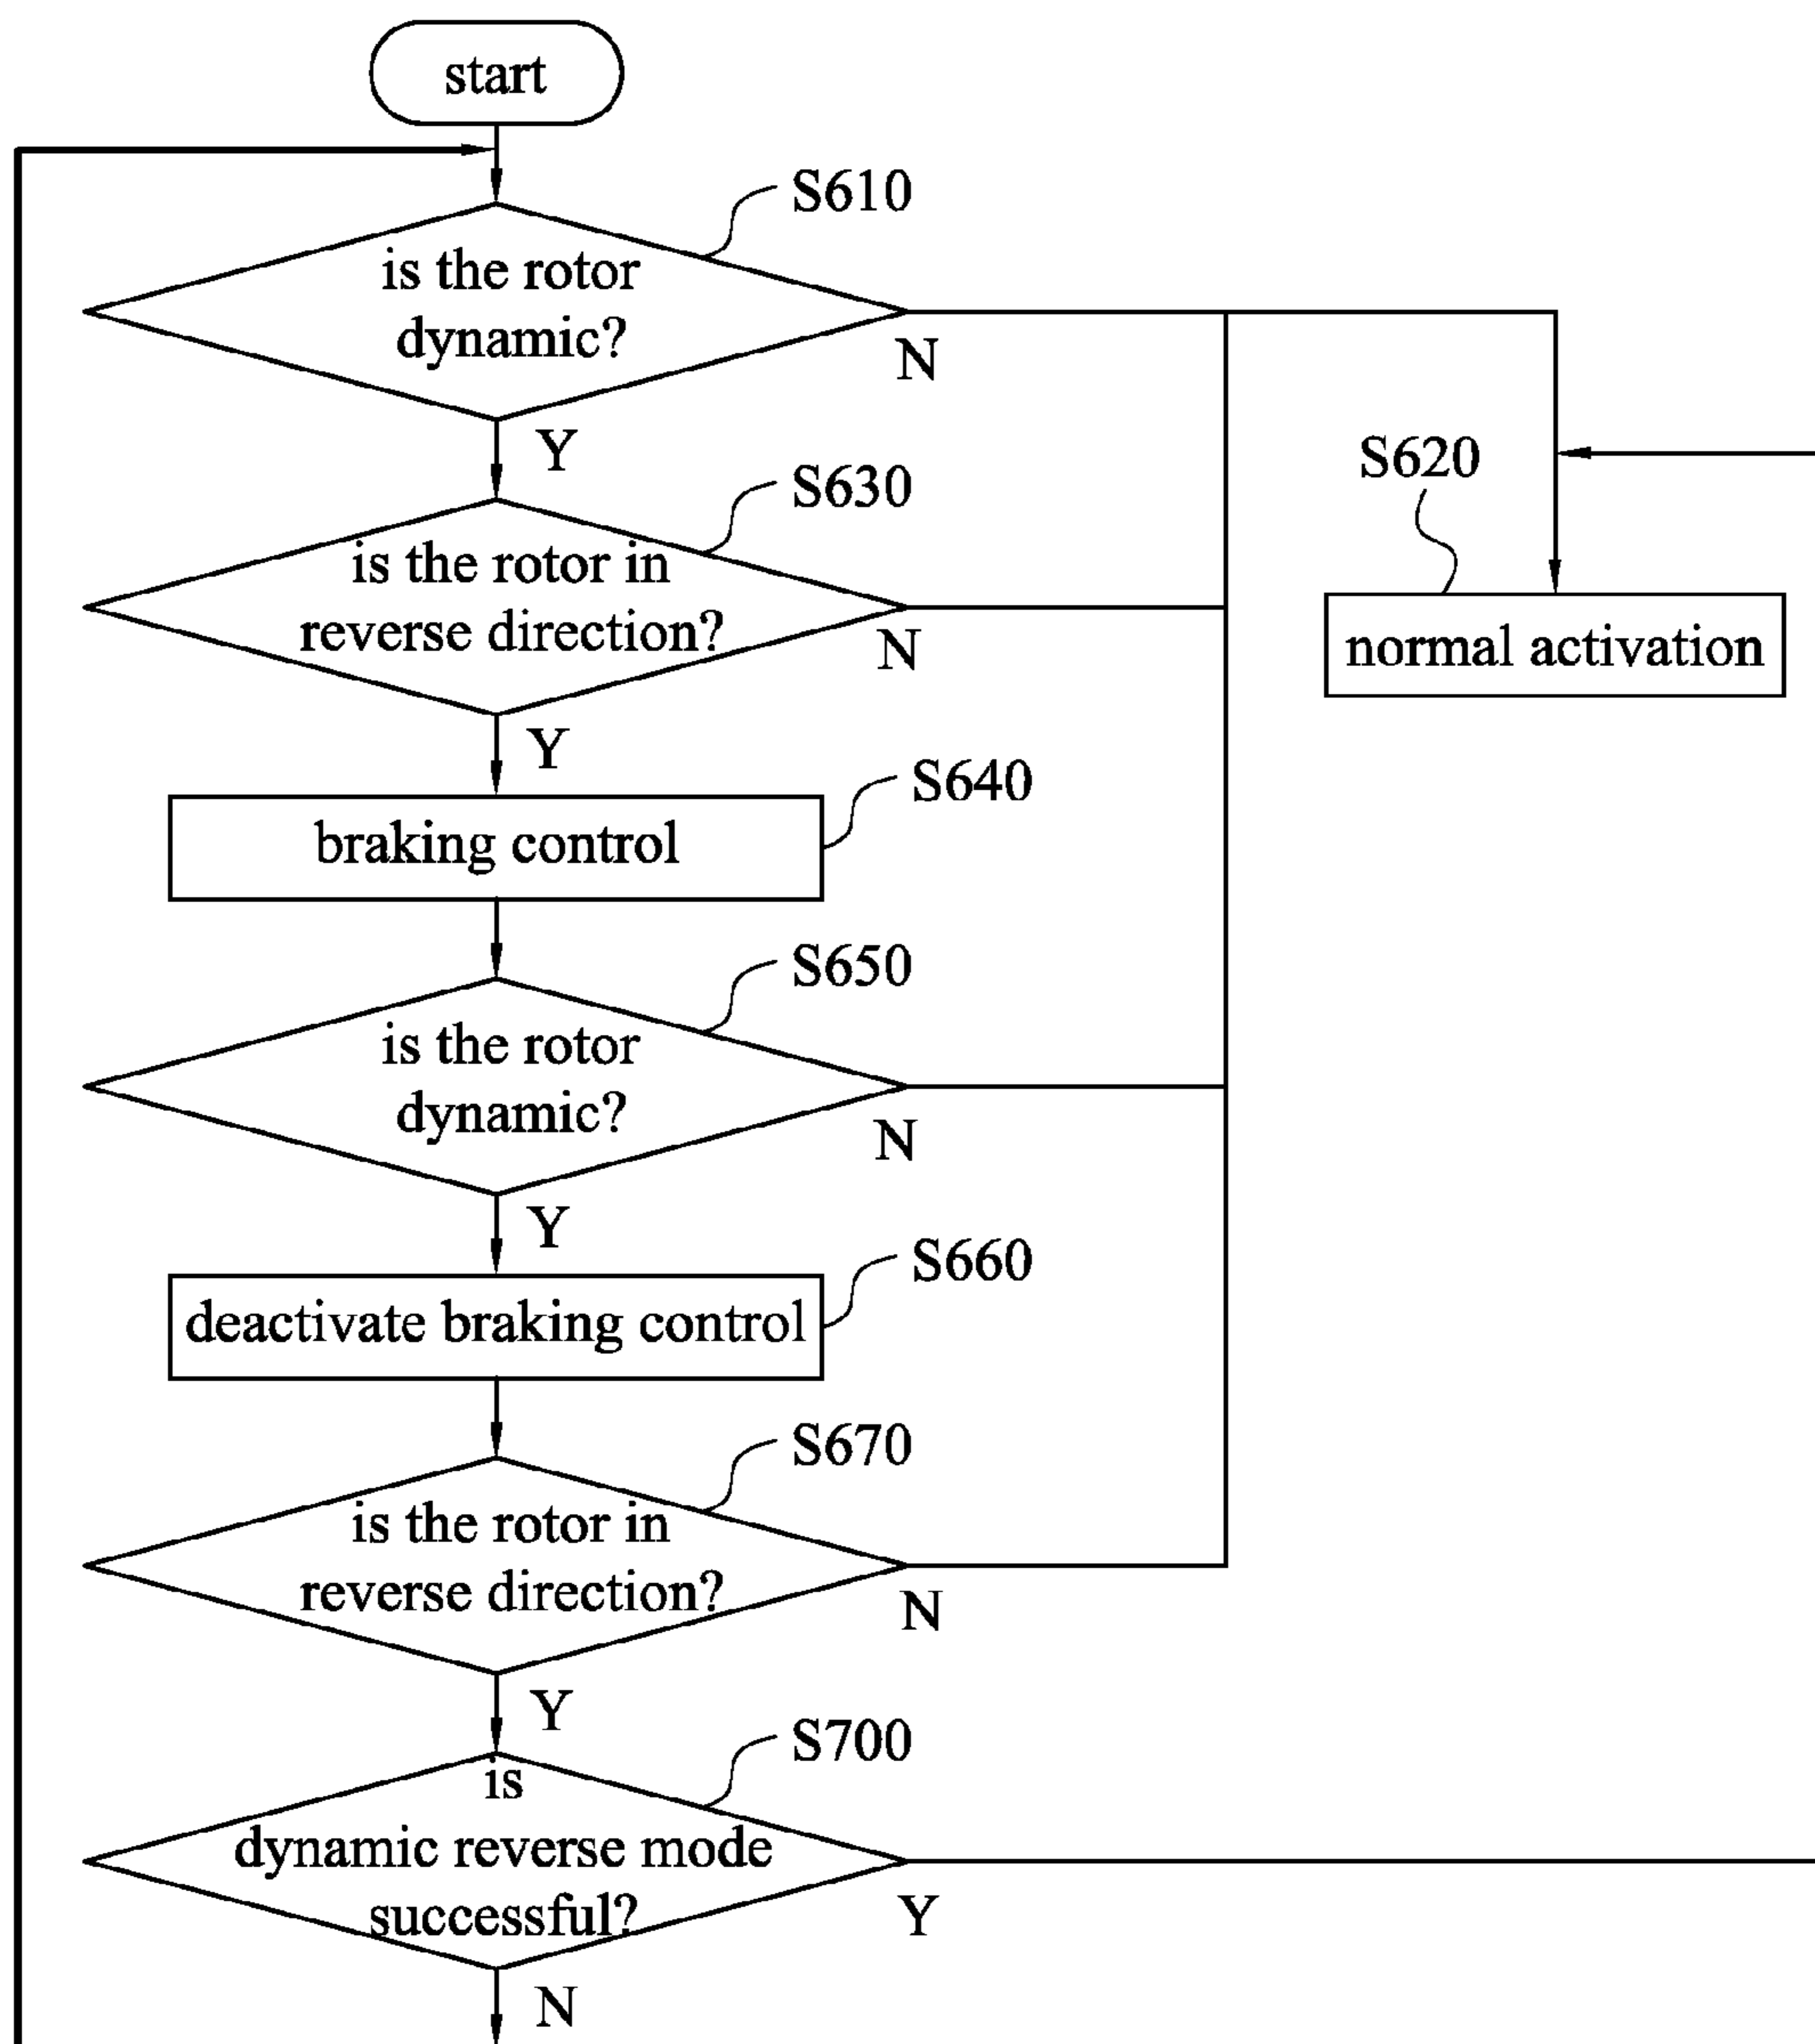 start
S610
is the rotor
dynamic?
N
Y
S620
S630
is the rotor in
reverse direction?
N
normal activation
Y
S640
braking control
S650
is the rotor
dynamic?
N
Y
S660
deactivate braking control
S670
is the rotor in
reverse direction?
N
Y
S700
is
dynamic reverse mode
successful?
Y
N